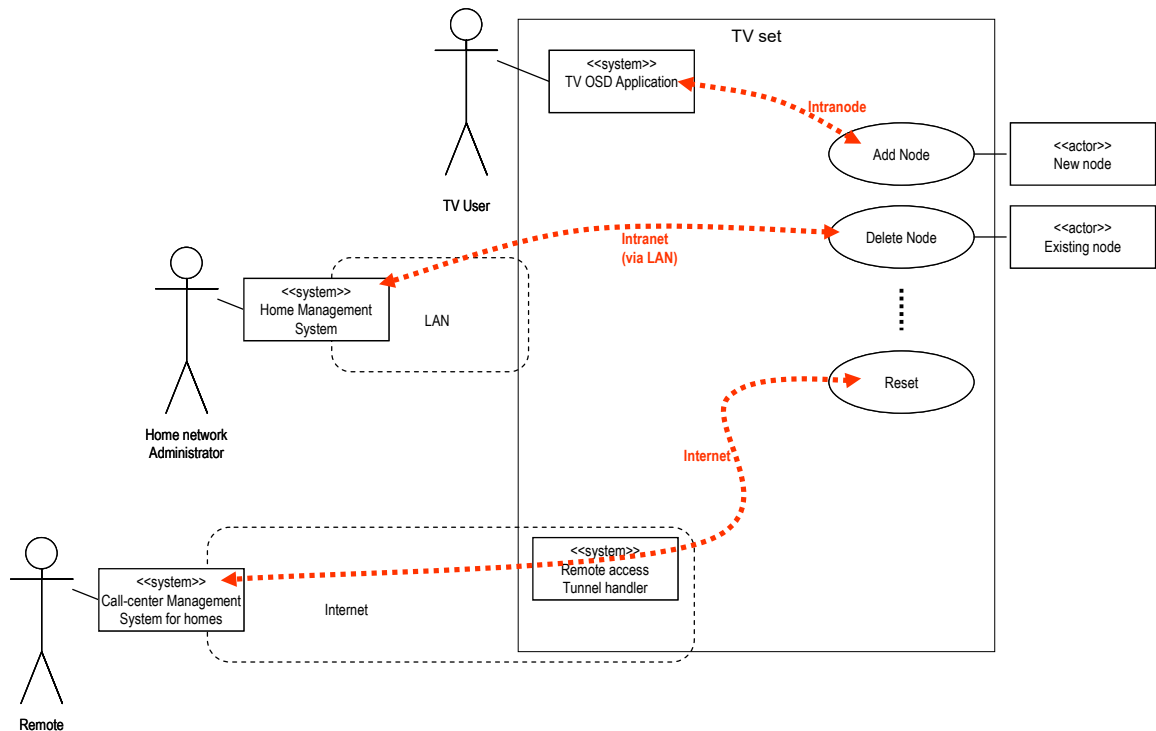 TV set
<<system>>
TV OSD Application
Intranode
Add Node
<<actor>>
New node
TV User
Delete Node
<<actor>>
Existing node
Intranet
(via LAN)
<<system>>
Home Management
System
LAN
Reset
Home network
Administrator
Internet
<<system>>
Remote access
Tunnel handler
<<system>>
Call-center Management
System for homes
Internet
Remote